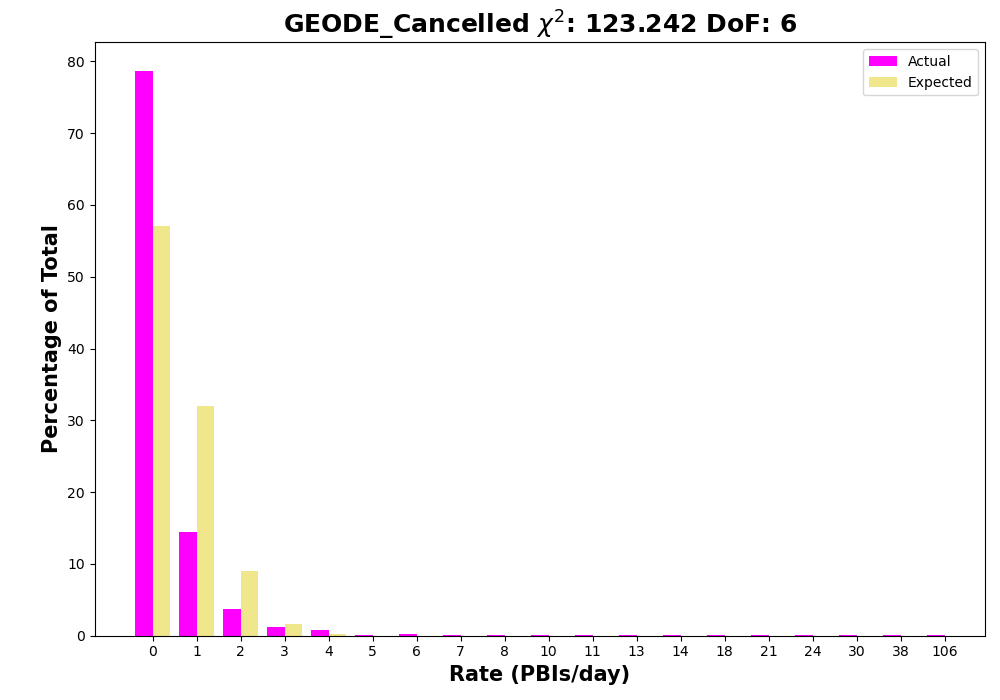 GEODE_Cancelled χ²: 123.242 DoF: 6
Actual
Expected
Percentage of Total
80
70
60
50
40
30
20
10
0
0 1 2 3 4 5 6 7 8 10 11 13 14 18 21 24 30 38 106
Rate (PBIs/day)